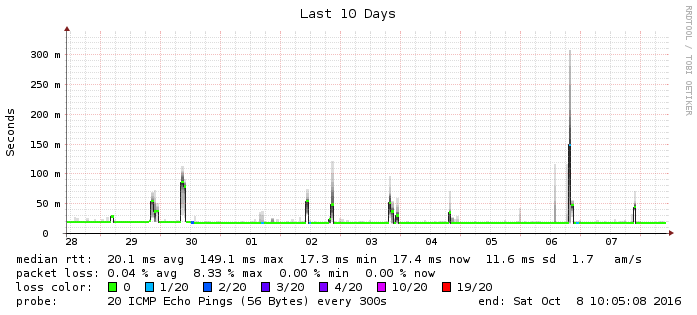 Last 10 Days
RRDTOOL / TOBI OETIKER
Seconds
300 m
250 m
200 m
150 m
100 m
50 m
0
28 29 30 01 02 03 04 05 06 07
median rtt: 20.1 ms avg 149.1 ms max 17.3 ms min 17.4 ms now 11.6 ms sd 1.7 am/s
packet loss: 0.04 % avg 8.33 % max 0.00 % min 0.00 % now
loss color: 0 1/20 2/20 3/20 4/20 10/20 19/20
probe: 20 ICMP Echo Pings (56 Bytes) every 300s end: Sat Oct 8 10:05:08 2016